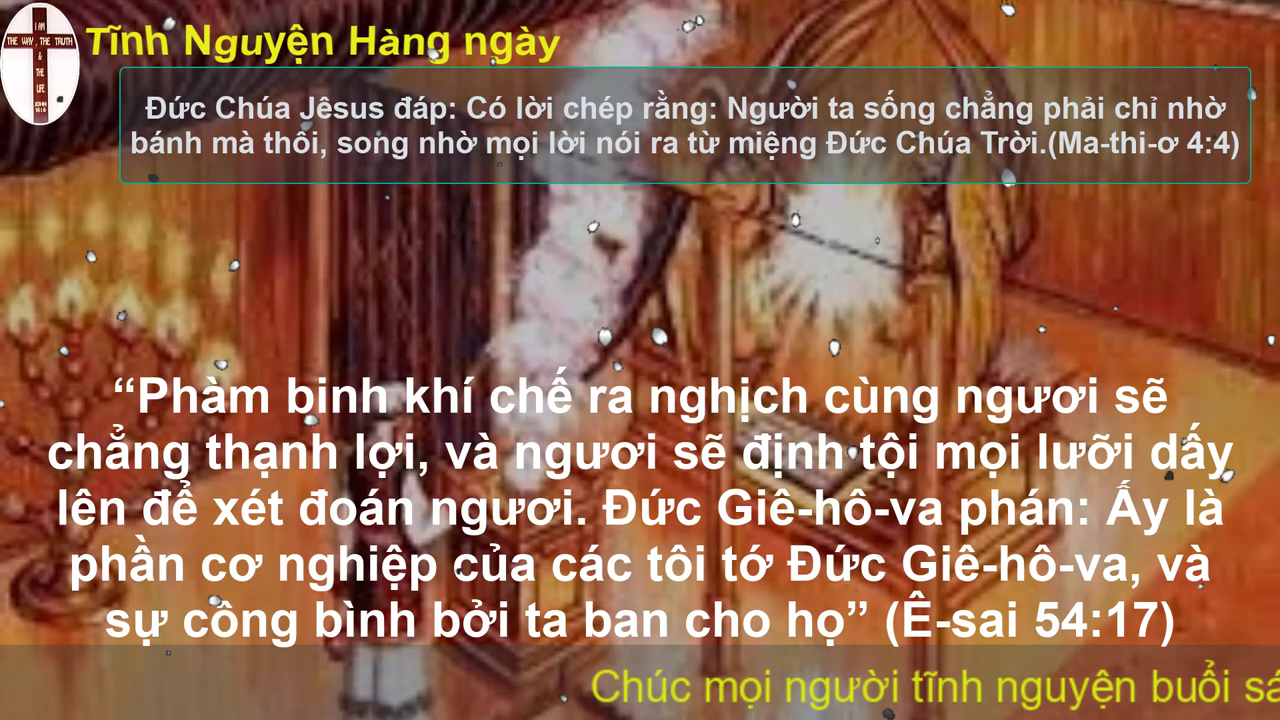 I AM
THE WAY, THE TRUTH
&
THE
LIFE
JOHN
Tĩnh Nguyện Hàng ngày
Đức Chúa Jêsus đáp: Có lời chép rằng: Người ta sống chẳng phải chỉ nhờ
bánh mà thôi, song nhờ mọi lời nói ra từ miệng Đức Chúa Trời.(Ma-thi-ơ 4:4)
“Phàm binh khí chế ra nghịch cùng ngươi sẽ
chẳng thạnh lợi, và ngươi sẽ định tội mọi lưỡi dấy
lên để xét đoán ngươi. Đức Giê-hô-va phán: Ấy là
phần cơ nghiệp của các tôi tớ Đức Giê-hô-va, và
sự công bình bởi ta ban cho họ” (Ê-sai 54:17)
Chúc mọi người tĩnh nguyện buổi